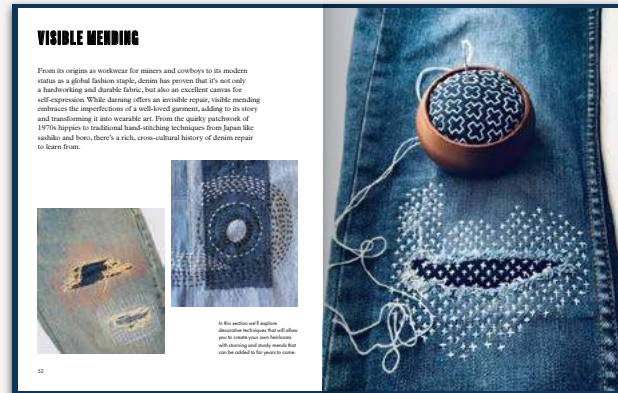 VISIBLE MENDING
From its origins as workwear for miners and cowboys to its modern
status as a global fashion staple, denim has proven that it's not only
a hardworking and durable fabric, but also an excellent canvas for
self-expression. While darning offers an invisible repair, visible mending
embraces the imperfections of a well-loved garment, adding to its story
and transforming it into wearable art. From the quirky patchwork of
1970s hippies to traditional hand-stitching techniques from Japan like
sashiko and boro, there's a rich, cross-cultural history of denim repair
to learn from.
In this section we'll explore
decorative techniques that will allow
you to create your own heirlooms
with stunning and sturdy mends that
can be added to for years to come.
52